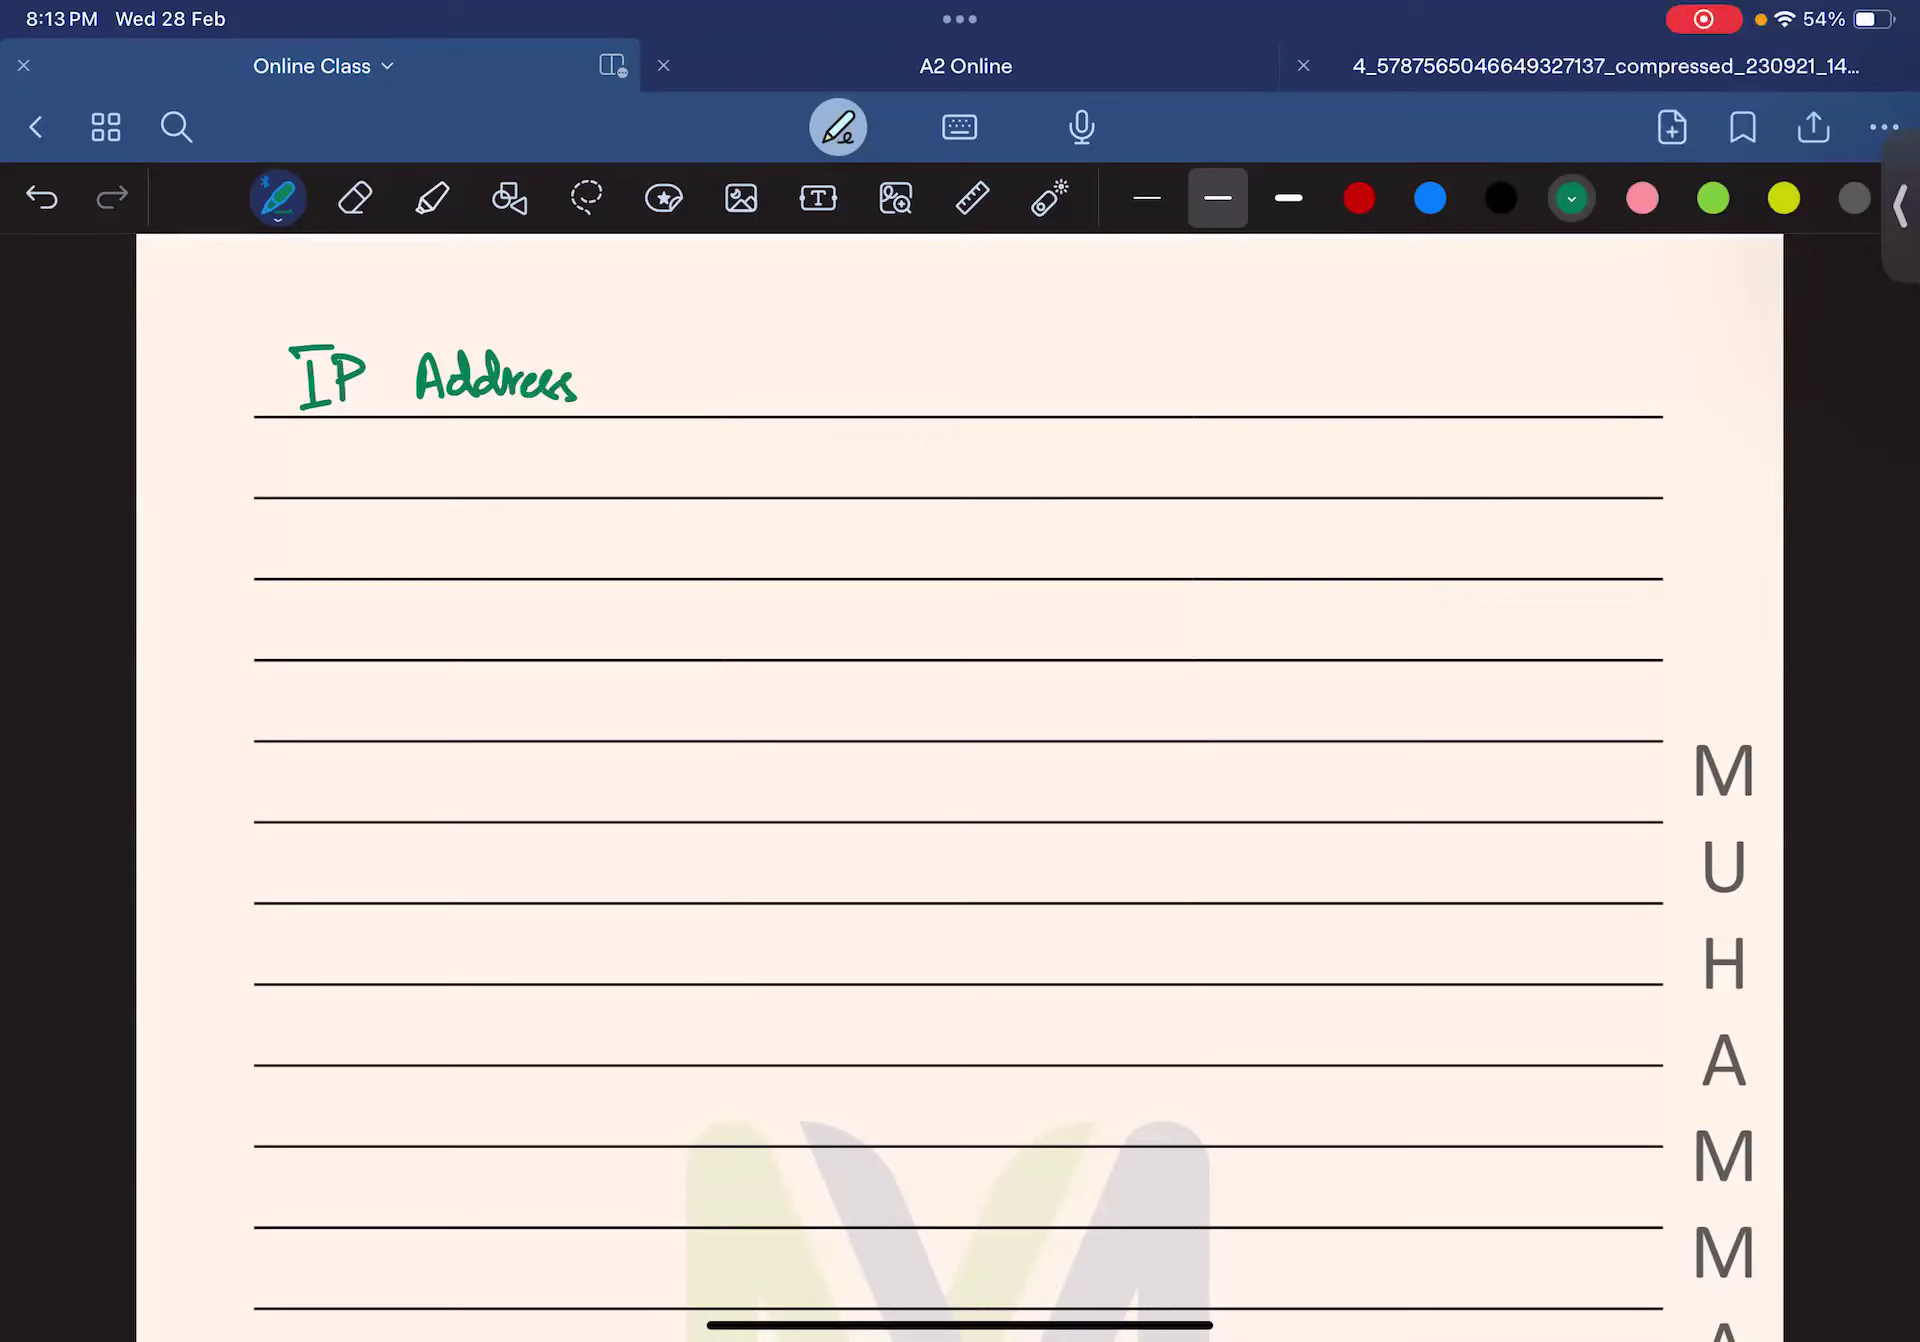 8:13 PM Wed 28 Feb
54%
Online Class
A2 Online
4_5787565046649327137_compressed_230921_14...
T
IP Address
M
U
H
A
M
M
A